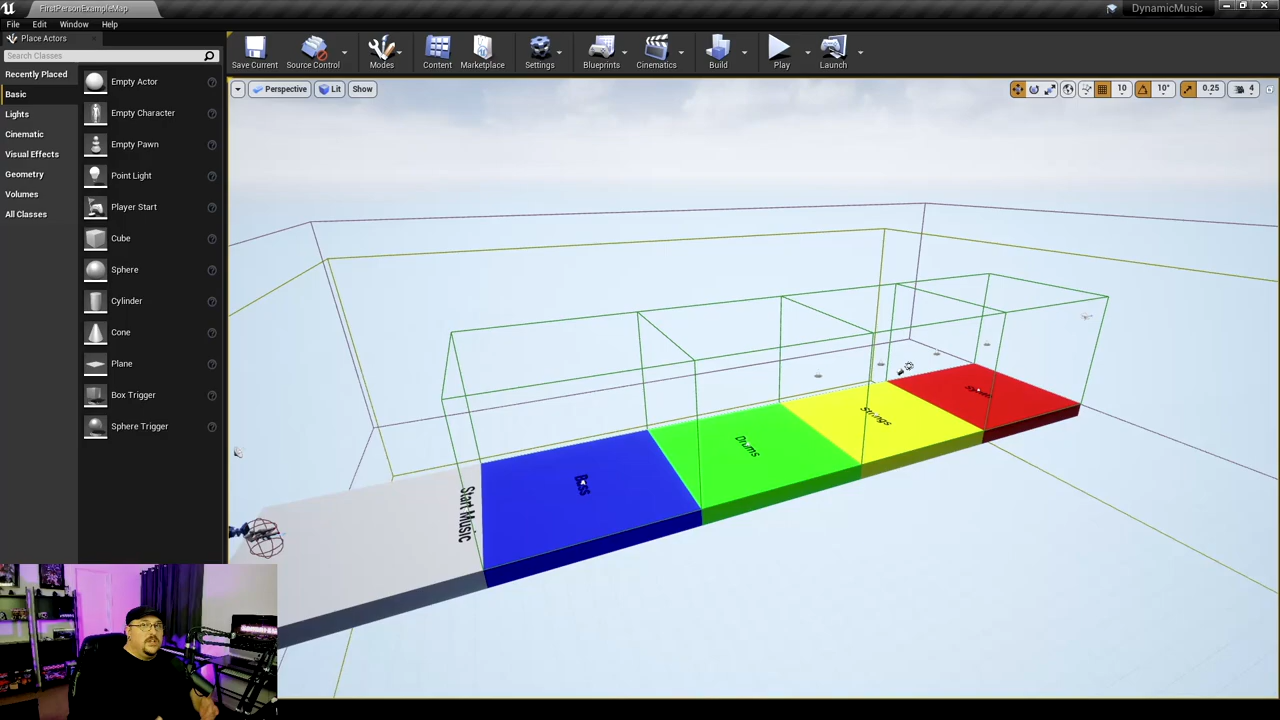 FirstPersonExampleMap
DynamicMusic
File Edit Window Help
Place Actors
Search Classes
Recently Placed
Basic
Lights
Cinematic
Visual Effects
Geometry
Volumes
All Classes
Empty Actor
Empty Character
Empty Pawn
Point Light
Player Start
Cube
Sphere
Cylinder
Cone
Plane
Box Trigger
Sphere Trigger
Save Current
Source Control
Modes
Content
Marketplace
Settings
Blueprints
Cinematics
Build
Play
Launch
Perspective
Lit
Show
10
10°
0.25
4
Start Music
Bass
Drums
Strings